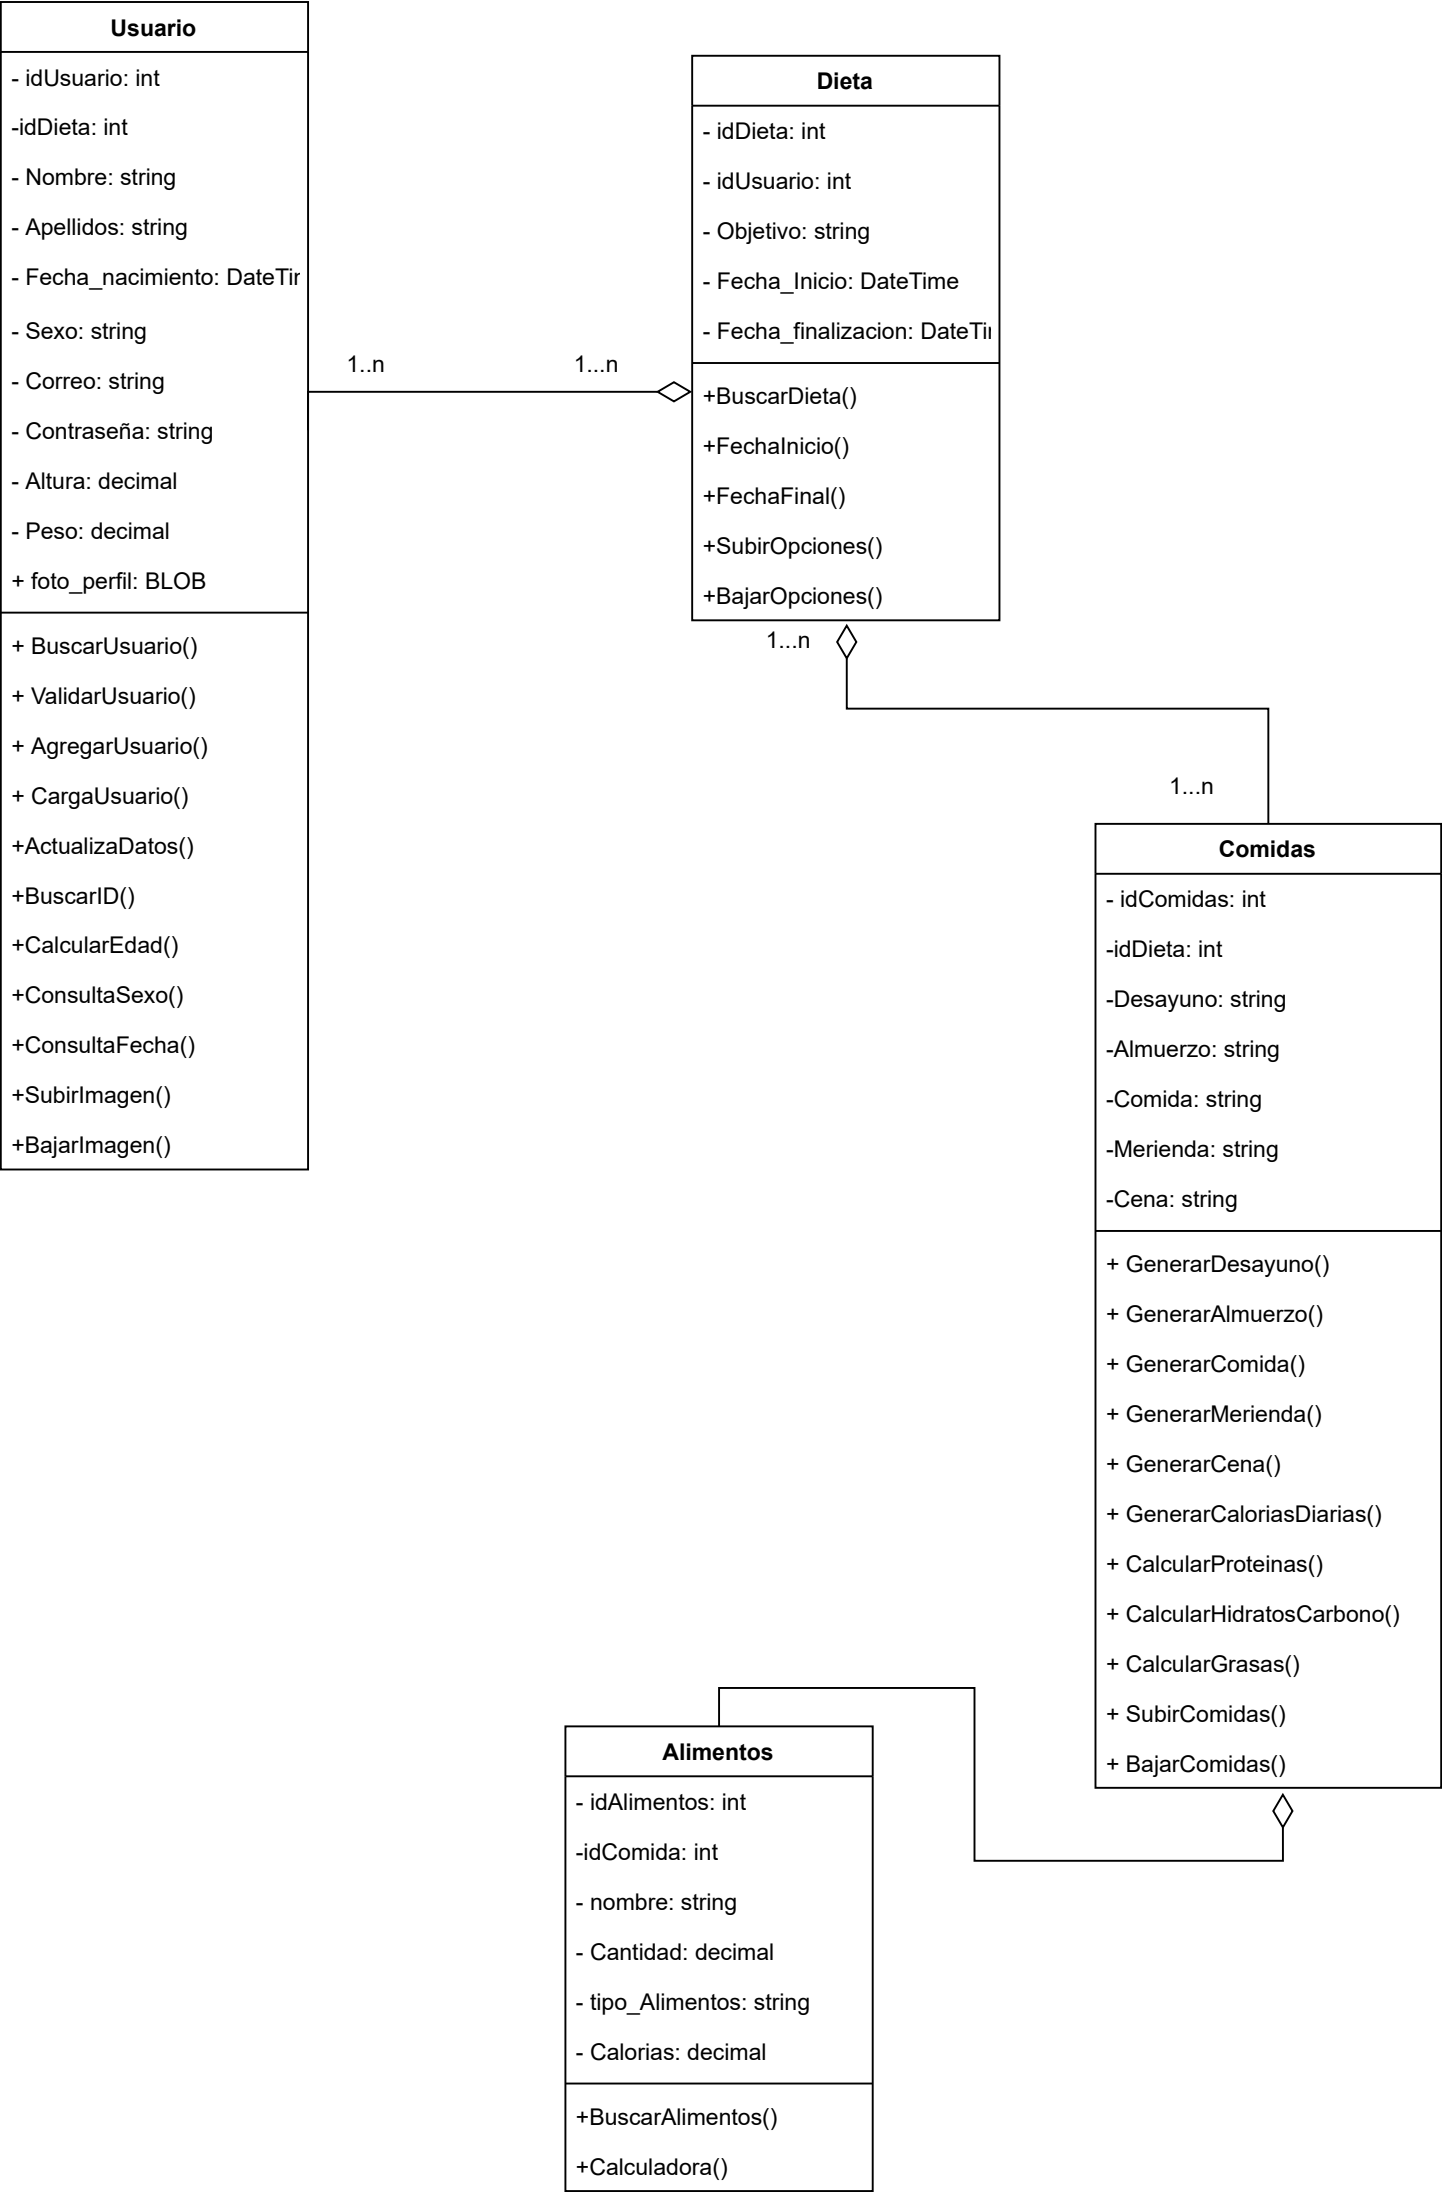 Usuario
- idUsuario: int
-idDieta: int
- Nombre: string
- Apellidos: string
- Fecha_nacimiento: DateTir
- Sexo: string
- Correo: string
- Contraseña: string
- Altura: decimal
- Peso: decimal
+ foto_perfil: BLOB
+ BuscarUsuario()
+ ValidarUsuario()
+ AgregarUsuario()
+ CargaUsuario()
+ActualizaDatos()
+BuscarID()
+CalcularEdad()
+ConsultaSexo()
+ConsultaFecha()
+SubirImagen()
+BajarImagen()
1..n
1...n
Dieta
- idDieta: int
- idUsuario: int
- Objetivo: string
- Fecha_Inicio: DateTime
- Fecha_finalizacion: DateTi
+BuscarDieta()
+FechaInicio()
+FechaFinal()
+SubirOpciones()
+BajarOpciones()
1...n
1...n
Comidas
- idComidas: int
-idDieta: int
-Desayuno: string
-Almuerzo: string
-Comida: string
-Merienda: string
-Cena: string
+ GenerarDesayuno()
+ GenerarAlmuerzo()
+ GenerarComida()
+ GenerarMerienda()
+ GenerarCena()
+ GenerarCaloriasDiarias()
+ CalcularProteinas()
+ CalcularHidratosCarbono()
+ CalcularGrasas()
+ SubirComidas()
+ BajarComidas()
Alimentos
- idAlimentos: int
-idComida: int
- nombre: string
- Cantidad: decimal
- tipo_Alimentos: string
- Calorias: decimal
+BuscarAlimentos()
+Calculadora()